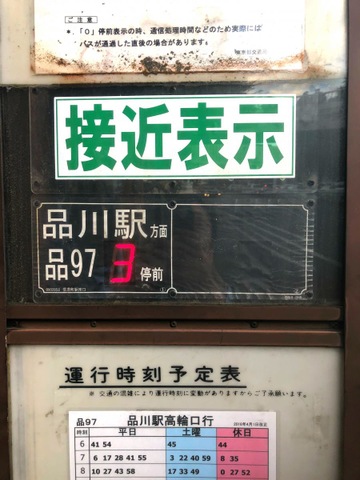 〈ご注意〉
*.「0」停前表示の時、通信処理時間などのため実際には
バスが通過した直後の場合があります。
接近表示
品川駅方面
品97 3停前
運行時刻予定表
※ 交通の混雑により運行時刻に変動がありますからご了承願います。
品97 品川駅高輪口行
時刻 平日 土曜 休日
6 41 54 45 44
7 6 17 28 41 55 3 22 40 59 8 35
8 10 27 43 58 17 33 49 0 27 52